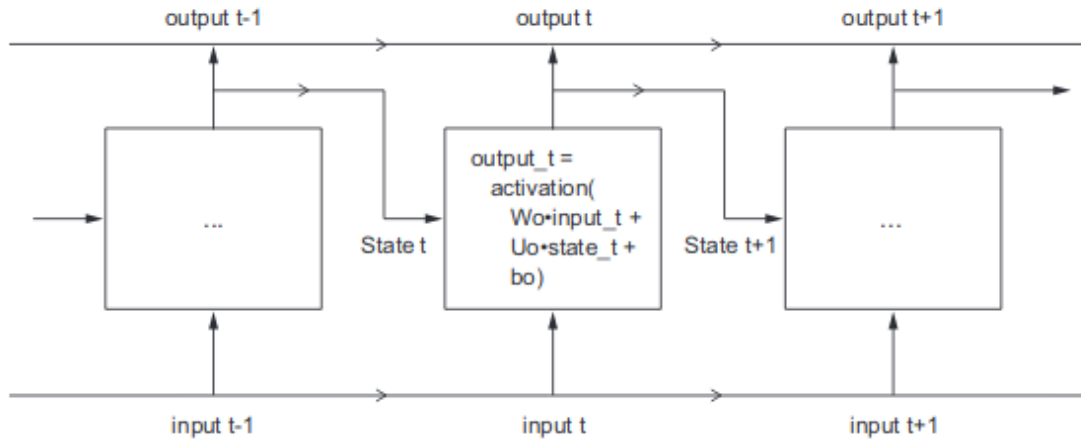 output t-1
output t
output t+1
output_t =
activation(
Wo•input_t +
Uo•state_t +
bo)
...
...
State t
State t+1
input t-1
input t
input t+1